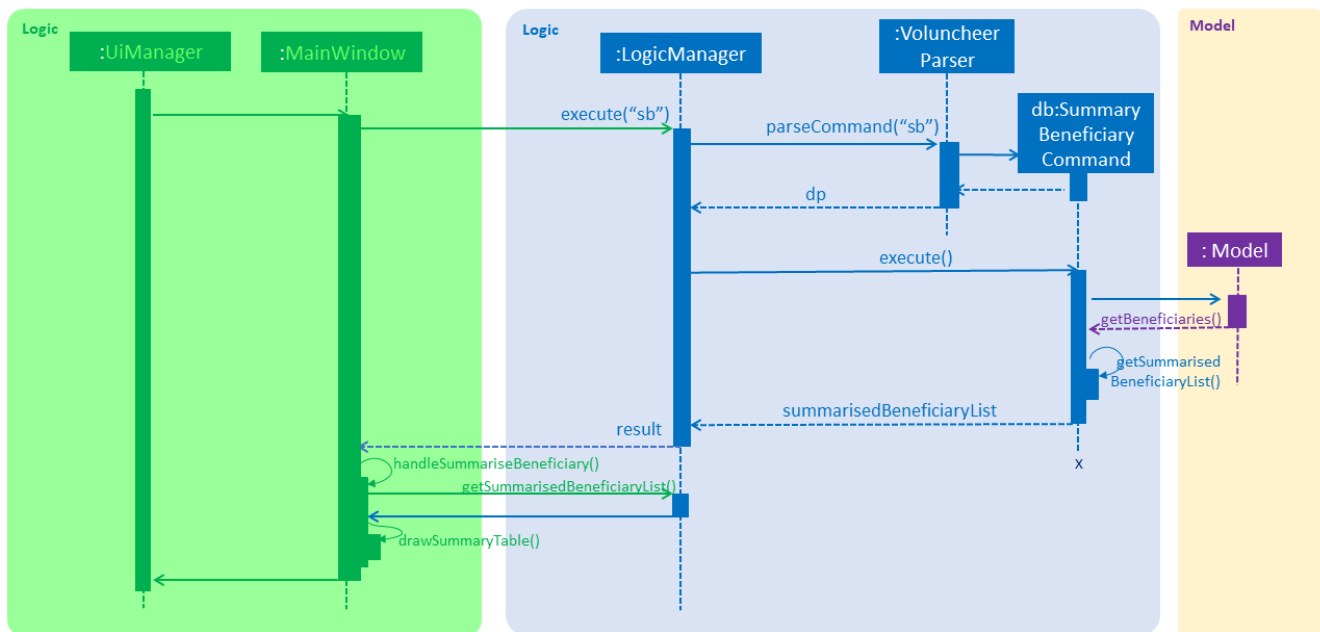 Logic
:UiManager
:MainWindow
Logic
:LogicManager
:Voluncheer
Parser
Model
db:Summary
Beneficiary
Command
execute(“sb”)
parseCommand(“sb”)
dp
: Model
execute()
getBeneficiaries()
getSummarised
BeneficiaryList()
summarisedBeneficiaryList
result
handleSummariseBeneficiary()
x
getSummarisedBeneficiaryList()
drawSummaryTable()